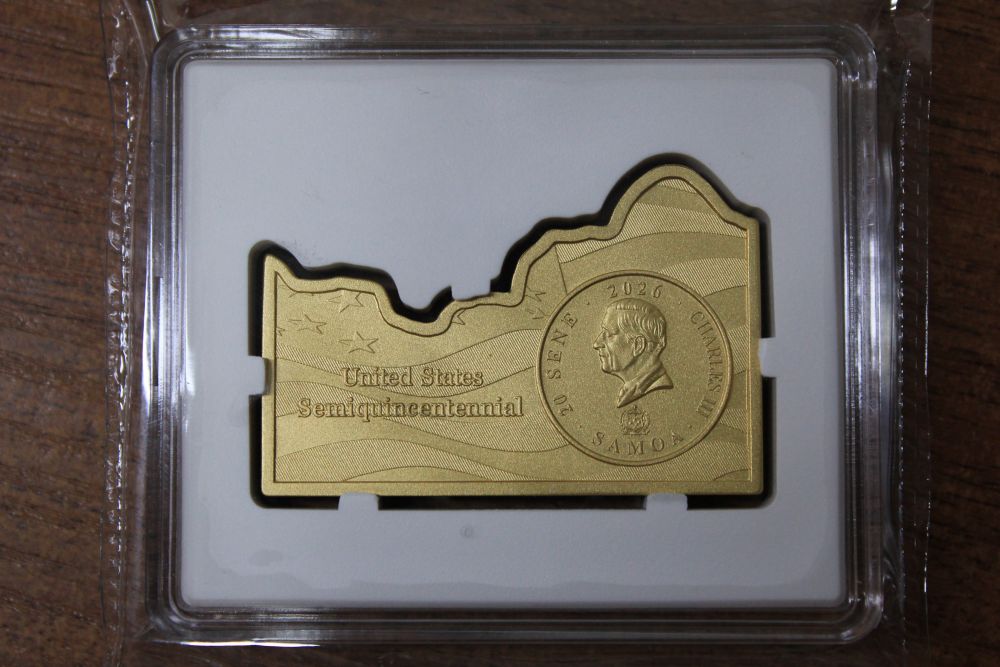 United States
Semiquincentennial
20 SENE · 2026 · CHARLES III · SAMOA ·